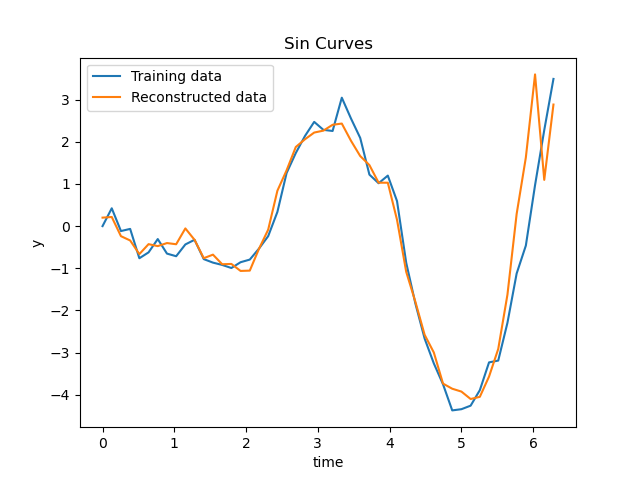 Sin Curves
Training data
Reconstructed data
3
2
1
0
−1
−2
−3
−4
y
0 1 2 3 4 5 6
time